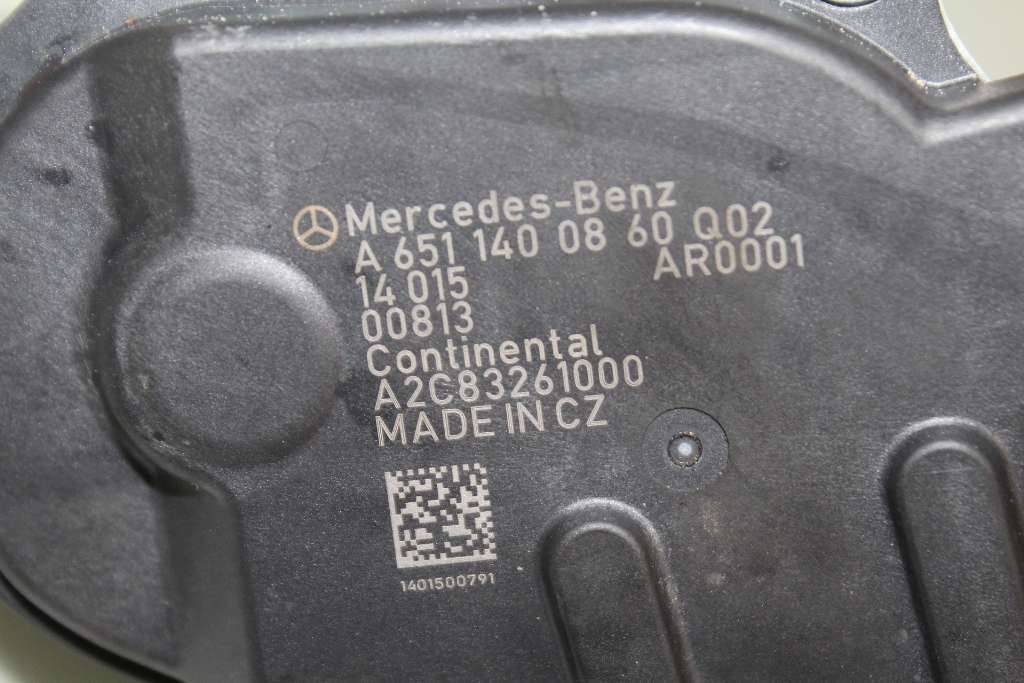 Mercedes-Benz
A 651 140 08 60 Q02
14 015 AR0001
00813
Continental
A2C83261000
MADE IN CZ
1401500791